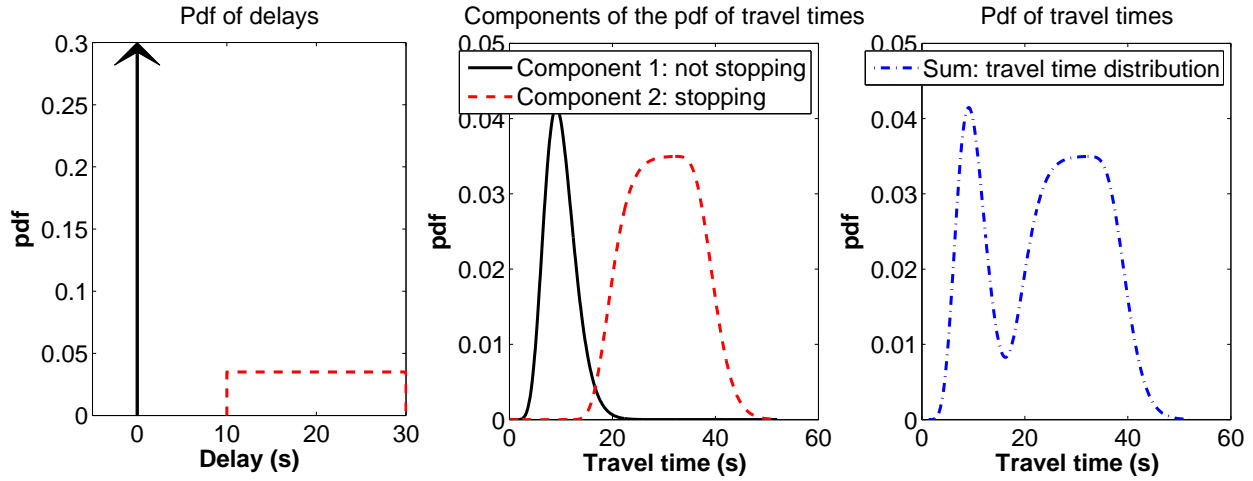 Pdf of delays
0.3
0.25
0.2
0.15
0.1
0.05
0
0
10
20
30
Delay (s)
pdf
Components of the pdf of travel times
0.05
0.04
0.03
0.02
0.01
0
0
20
40
60
Travel time (s)
pdf
Component 1: not stopping
Component 2: stopping
Pdf of travel times
0.05
0.04
0.03
0.02
0.01
0
0
20
40
60
Travel time (s)
pdf
Sum: travel time distribution